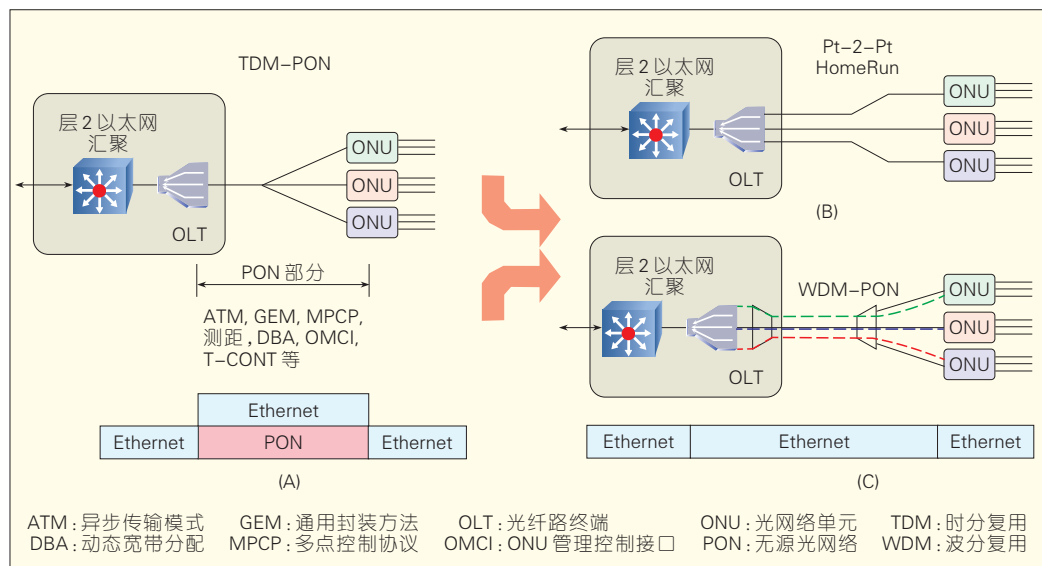 TDM-PON
层2以太网
汇聚
OLT
ONU
ONU
ONU
PON部分
ATM, GEM, MPCP,
测距,DBA, OMCI,
T-CONT等
Ethernet
Ethernet
PON
Ethernet
(A)
Pt-2-Pt
HomeRun
层2以太网
汇聚
OLT
ONU
ONU
ONU
(B)
层2以太网
汇聚
WDM-PON
OLT
ONU
ONU
ONU
Ethernet
Ethernet
Ethernet
(C)
ATM:异步传输模式 GEM:通用封装方法 OLT:光纤路终端 ONU:光网络单元 TDM:时分复用
DBA:动态宽带分配 MPCP:多点控制协议 OMCI:ONU管理控制接口 PON:无源光网络 WDM:波分复用